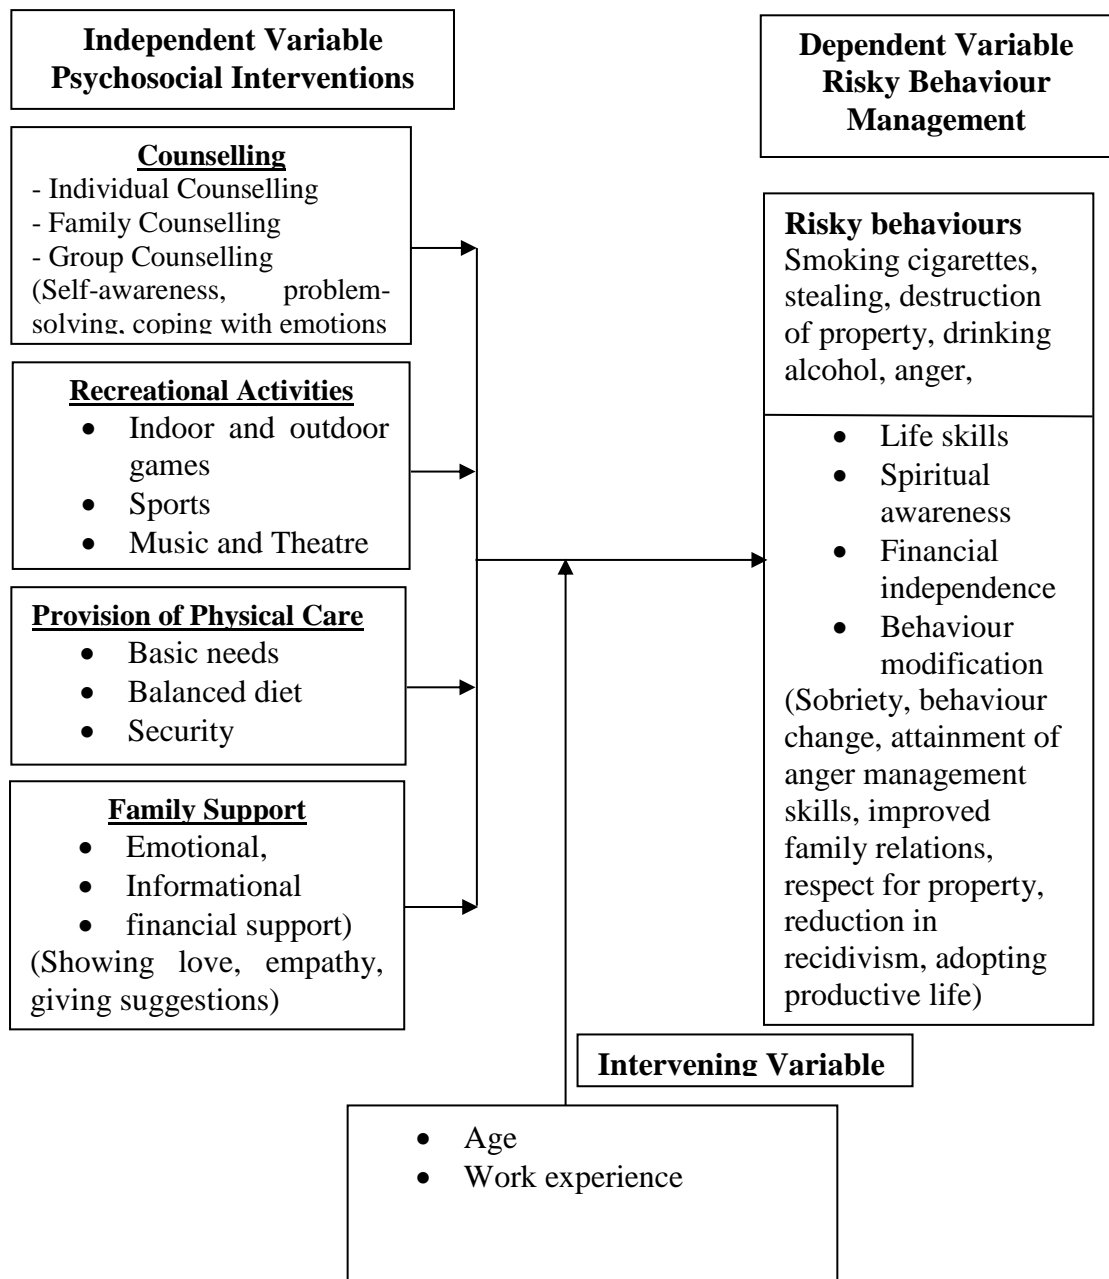 Independent Variable
Psychosocial Interventions
Counselling
- Individual Counselling
- Family Counselling
- Group Counselling
(Self-awareness, problem-
solving, coping with emotions
Recreational Activities
• Indoor and outdoor
games
• Sports
• Music and Theatre
Provision of Physical Care
• Basic needs
• Balanced diet
• Security
Family Support
• Emotional,
• Informational
• financial support)
(Showing love, empathy,
giving suggestions)
Dependent Variable
Risky Behaviour
Management
Risky behaviours
Smoking cigarettes,
stealing, destruction
of property, drinking
alcohol, anger,
• Life skills
• Spiritual
awareness
• Financial
independence
• Behaviour
modification
(Sobriety, behaviour
change, attainment of
anger management
skills, improved
family relations,
respect for property,
reduction in
recidivism, adopting
productive life)
Intervening Variable
• Age
• Work experience